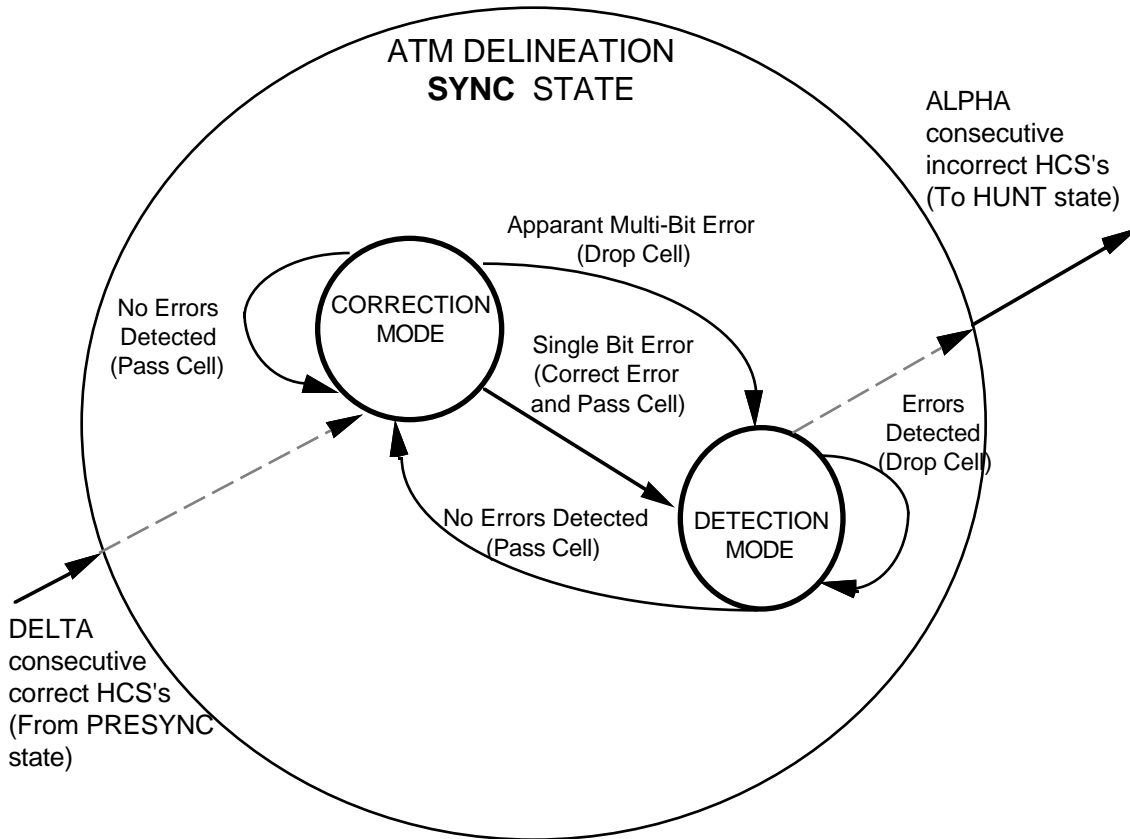 ATM DELINEATION
SYNC STATE
ALPHA
consecutive
incorrect HCS's
(To HUNT state)
Apparant Multi-Bit Error
(Drop Cell)
No Errors
Detected
(Pass Cell)
CORRECTION
MODE
Single Bit Error
(Correct Error
and Pass Cell)
Errors
Detected
(Drop Cell)
No Errors Detected
(Pass Cell)
DETECTION
MODE
DELTA
consecutive
correct HCS's
(From PRESYNC
state)